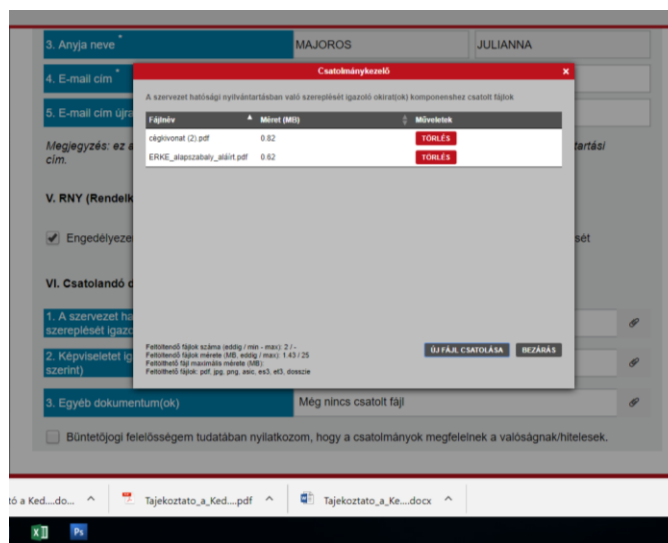 3. Anyja neve * MAJOROS JULIANNA
Csatolmánykezelő ×
4. E-mail cím *
A szervezet hatósági nyilvántartásban való szereplését igazoló okirat(ok) komponenshez csatolt fájlok
5. E-mail cím újra
Fájlnév Méret (MB) Műveletek
cégkivonat (2).pdf 0.82 TÖRLÉS
ERKE_alapszabaly_aláírt.pdf 0.62 TÖRLÉS
Megjegyzés: ez a tartási
cím.
V. RNY (Rendelk
Engedélyeze sét
VI. Csatolandó d
1. A szervezet ha
szereplését igazo
2. Képviseletet ig
szerint)
Feltöltendő fájlok száma (eddig / min - max): 2 / -
Feltöltendő fájlok mérete (MB, eddig / max): 1.43 / 25
Feltölthető fájl maximális mérete (MB):
Feltölthető fájlok: pdf, jpg, png, asic, es3, et3, dosszie
ÚJ FÁJL CSATOLÁSA BEZÁRÁS
3. Egyéb dokumentum(ok) Még nincs csatolt fájl
Büntetőjogi felelősségem tudatában nyilatkozom, hogy a csatolmányok megfelelnek a valóságnak/hitelesek.
tó a Ked....do... Tajekoztato_a_Ked....pdf Tajekoztato_a_Ke....docx
Ps